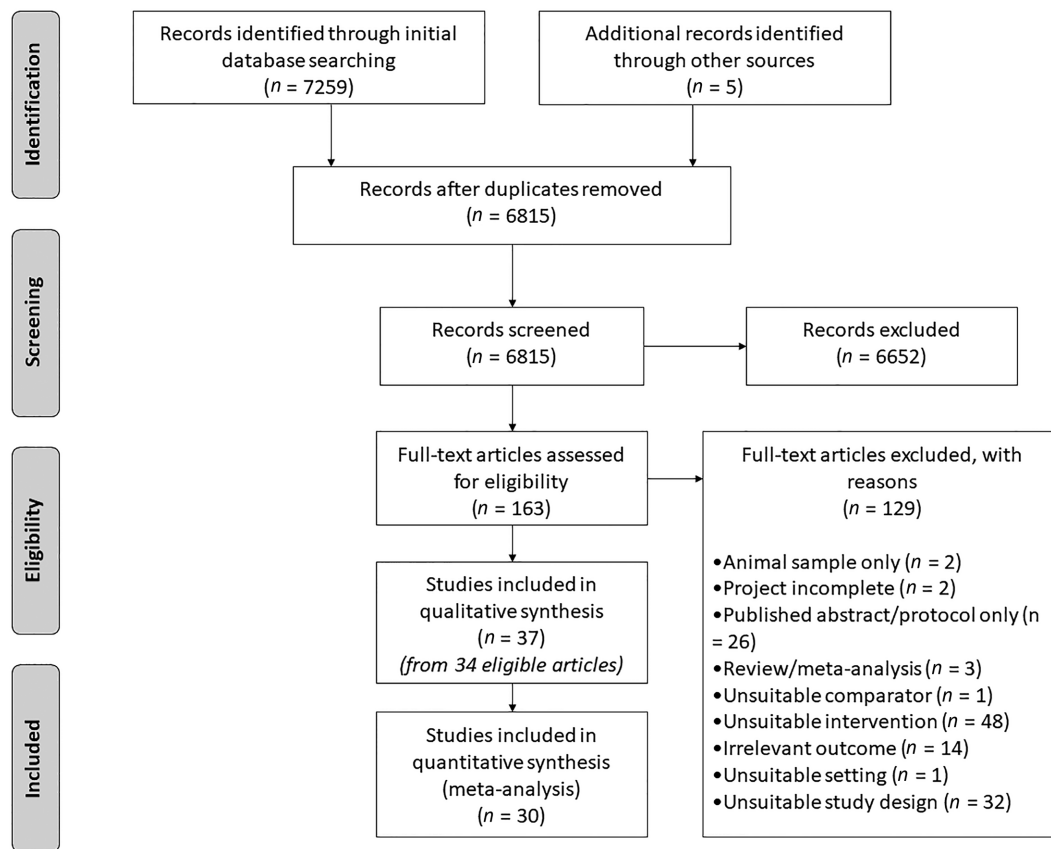 Identification
Records identified through initial
database searching
(n = 7259)
Additional records identified
through other sources
(n = 5)
Records after duplicates removed
(n = 6815)
Screening
Records screened
(n = 6815)
Records excluded
(n = 6652)
Eligibility
Full-text articles assessed
for eligibility
(n = 163)
Full-text articles excluded, with
reasons
(n = 129)
•Animal sample only (n = 2)
•Project incomplete (n = 2)
•Published abstract/protocol only (n
= 26)
•Review/meta-analysis (n = 3)
•Unsuitable comparator (n = 1)
•Unsuitable intervention (n = 48)
•Irrelevant outcome (n = 14)
•Unsuitable setting (n = 1)
•Unsuitable study design (n = 32)
Studies included in
qualitative synthesis
(n = 37)
(from 34 eligible articles)
Included
Studies included in
quantitative synthesis
(meta-analysis)
(n = 30)